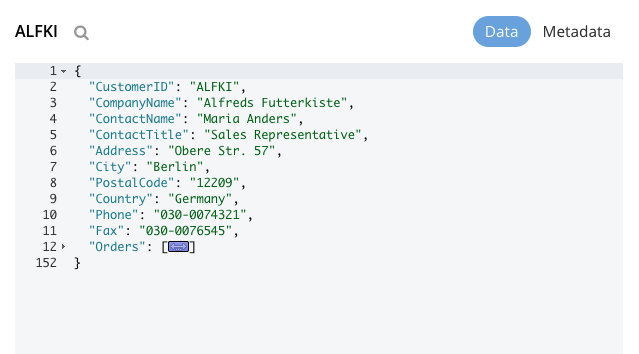 ALFKI
Data Metadata
1 {
2 "CustomerID": "ALFKI",
3 "CompanyName": "Alfreds Futterkiste",
4 "ContactName": "Maria Anders",
5 "ContactTitle": "Sales Representative",
6 "Address": "Obere Str. 57",
7 "City": "Berlin",
8 "PostalCode": "12209",
9 "Country": "Germany",
10 "Phone": "030-0074321",
11 "Fax": "030-0076545",
12 "Orders": [↔]
152 }